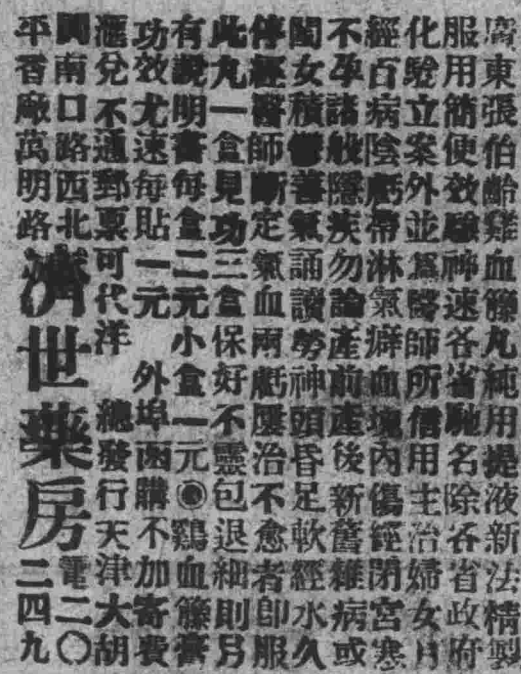 廣東張伯齡雞血籐丸純用提液新法精製
服用簡便效驗神速各省馳名除各省政府
化驗立案外並爲醫師所信用主治婦女月
經百病陰虧帶淋氣癖血塊內傷經閉宮寒
不孕諸般隱疾勿論產前產後新舊雜病或
閨女積鬱善氣誦讀勞神頭昏足軟經水久
停經醫師斷定氣血兩虧屢治不愈者即服
此丸一盒見功三盒保好不靈包退細則另
有說明書每盒二元小盒一元◉鷄血籐膏
功效尤速每貼一元 外埠函購不加寄費
滙兌不通郵票可代洋 總發行天津大胡
南口路西北
平香廠萬明路
濟世藥房
電二〇
二四九